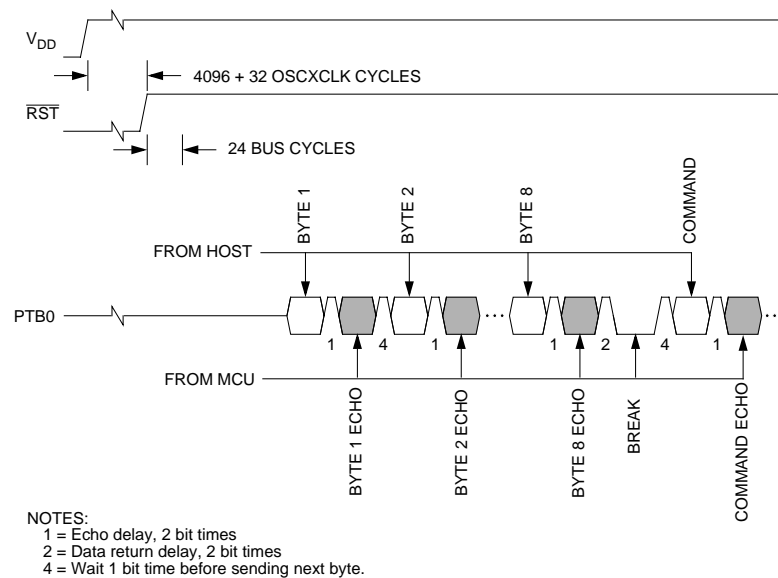 VDD
4096 + 32 OSCXCLK CYCLES
RST
24 BUS CYCLES
BYTE 1
BYTE 2
BYTE 8
COMMAND
FROM HOST
PTB0
...
...
1
4
1
1
2
4
1
FROM MCU
BYTE 1 ECHO
BYTE 2 ECHO
BYTE 8 ECHO
BREAK
COMMAND ECHO
NOTES:
1 = Echo delay, 2 bit times
2 = Data return delay, 2 bit times
4 = Wait 1 bit time before sending next byte.